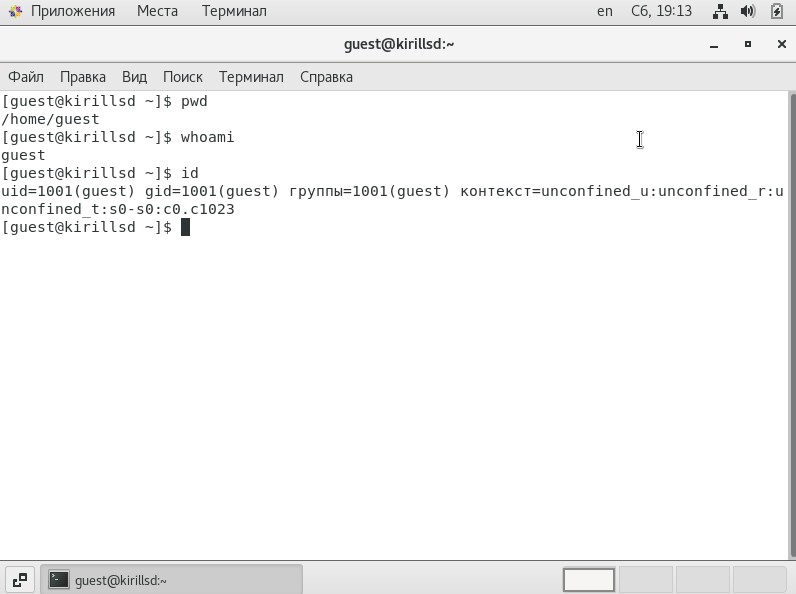 Приложения Места Терминал en Сб, 19:13
guest@kirillsd:~
Файл Правка Вид Поиск Терминал Справка
[guest@kirillsd ~]$ pwd
/home/guest
[guest@kirillsd ~]$ whoami
guest
[guest@kirillsd ~]$ id
uid=1001(guest) gid=1001(guest) группы=1001(guest) контекст=unconfined_u:unconfined_r:u
nconfined_t:s0-s0:c0.c1023
[guest@kirillsd ~]$
guest@kirillsd:~